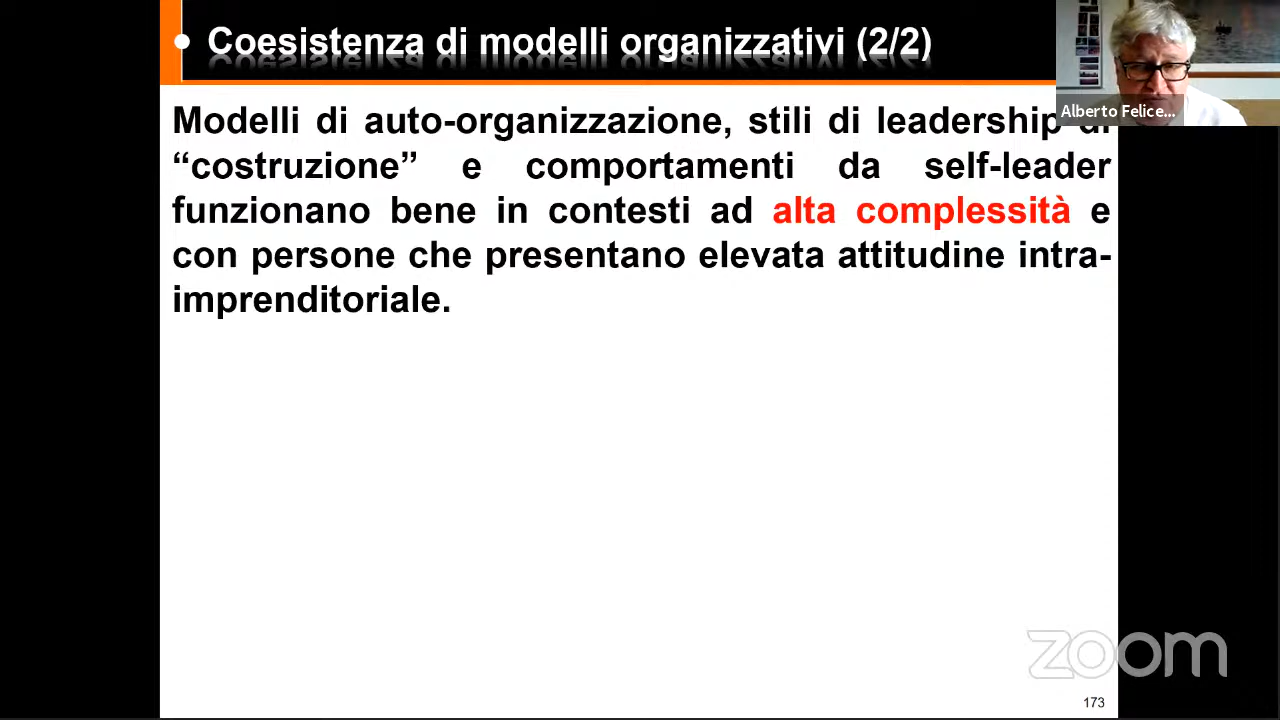 • Coesistenza di modelli organizzativi (2/2)
Alberto Felice...
Modelli di auto-organizzazione, stili di leadership di
“costruzione” e comportamenti da self-leader
funzionano bene in contesti ad alta complessità e
con persone che presentano elevata attitudine intra-
imprenditoriale.
zoom
173